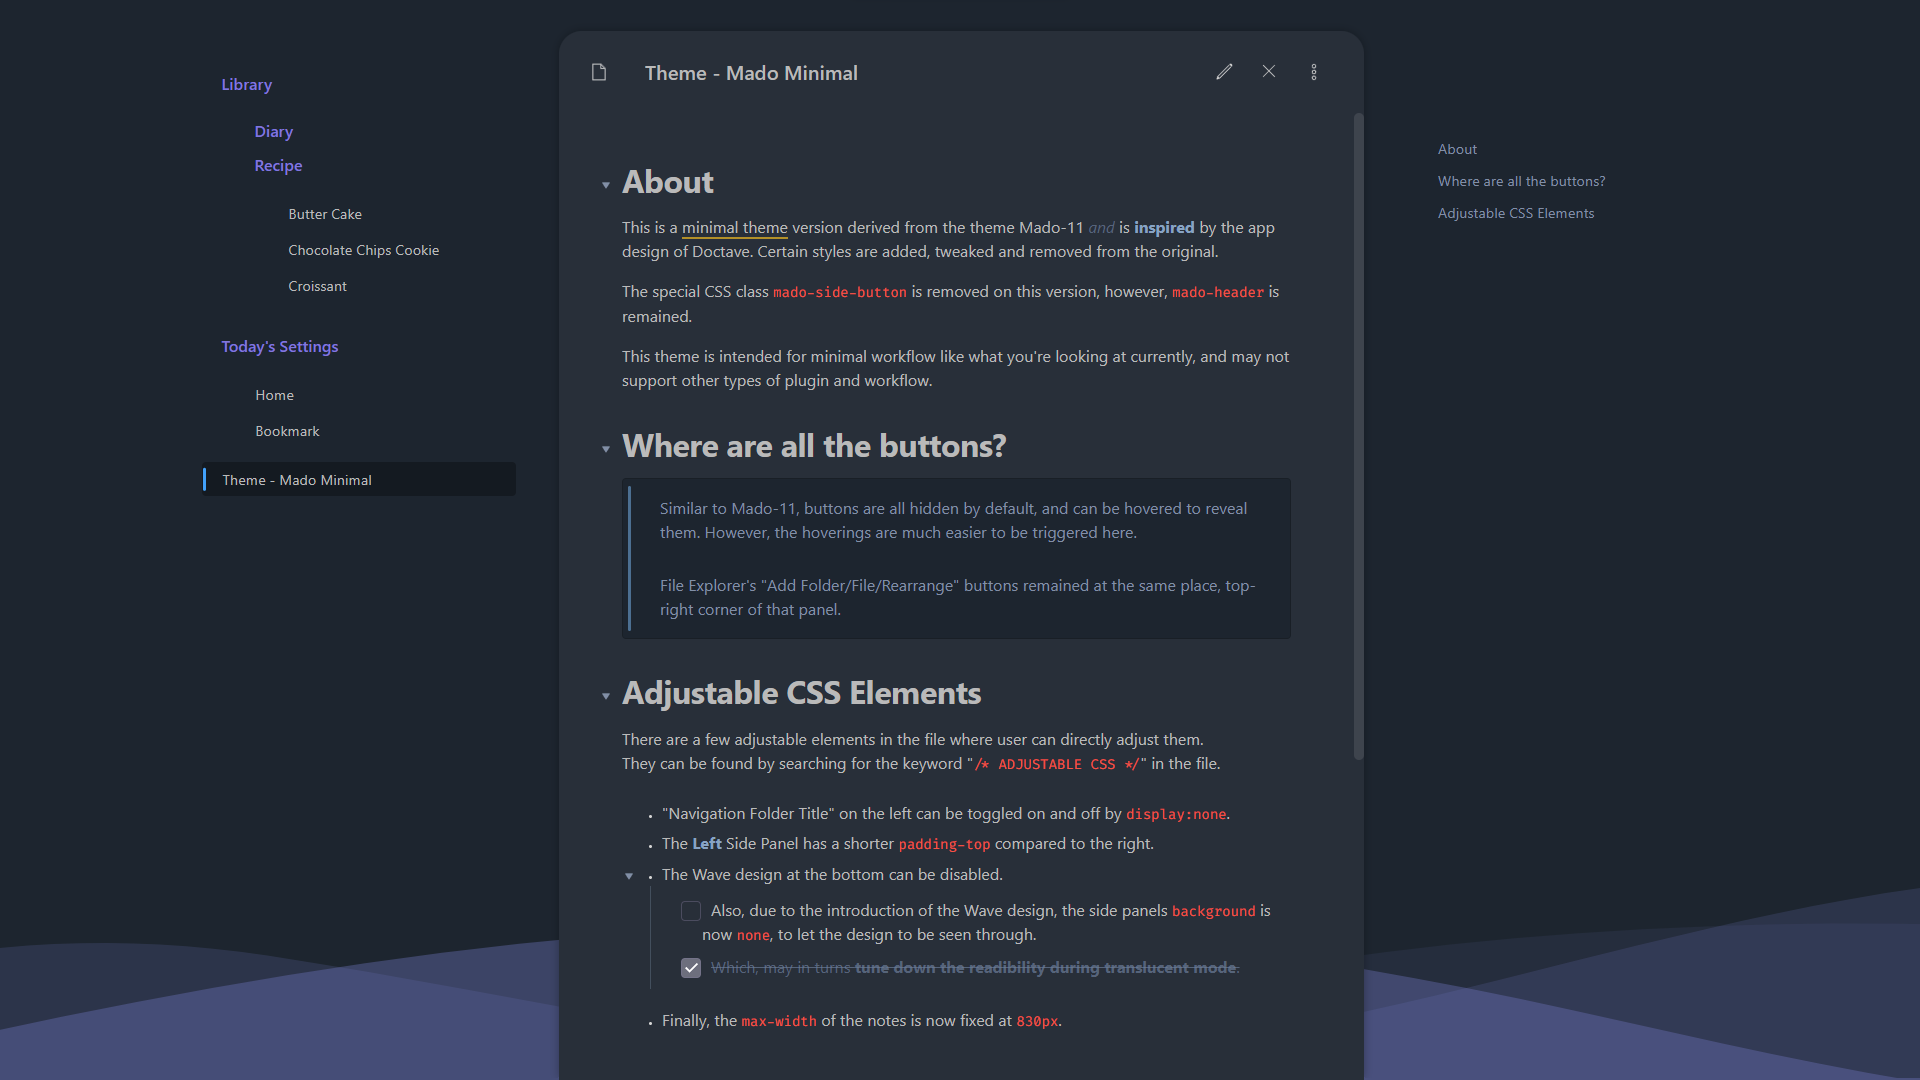 Library
Diary
Recipe
Butter Cake
Chocolate Chips Cookie
Croissant
Today's Settings
Home
Bookmark
Theme - Mado Minimal
Theme - Mado Minimal
About
This is a minimal theme version derived from the theme Mado-11 and is inspired by the app
design of Doctave. Certain styles are added, tweaked and removed from the original.
The special CSS class mado-side-button is removed on this version, however, mado-header is
remained.
This theme is intended for minimal workflow like what you're looking at currently, and may not
support other types of plugin and workflow.
Where are all the buttons?
Similar to Mado-11, buttons are all hidden by default, and can be hovered to reveal
them. However, the hoverings are much easier to be triggered here.
File Explorer's "Add Folder/File/Rearrange" buttons remained at the same place, top-
right corner of that panel.
Adjustable CSS Elements
There are a few adjustable elements in the file where user can directly adjust them.
They can be found by searching for the keyword "/* ADJUSTABLE CSS */" in the file.
"Navigation Folder Title" on the left can be toggled on and off by display:none.
The Left Side Panel has a shorter padding-top compared to the right.
The Wave design at the bottom can be disabled.
Also, due to the introduction of the Wave design, the side panels background is
now none, to let the design to be seen through.
Which, may in turns tune down the readibility during translucent mode.
Finally, the max-width of the notes is now fixed at 830px.
About
Where are all the buttons?
Adjustable CSS Elements